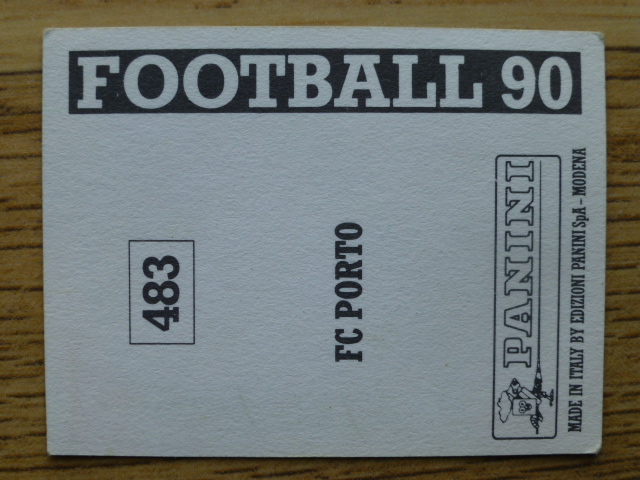 FOOTBALL 90
483
FC PORTO
PANINI
MADE IN ITALY BY EDIZIONI PANINI SpA - MODENA